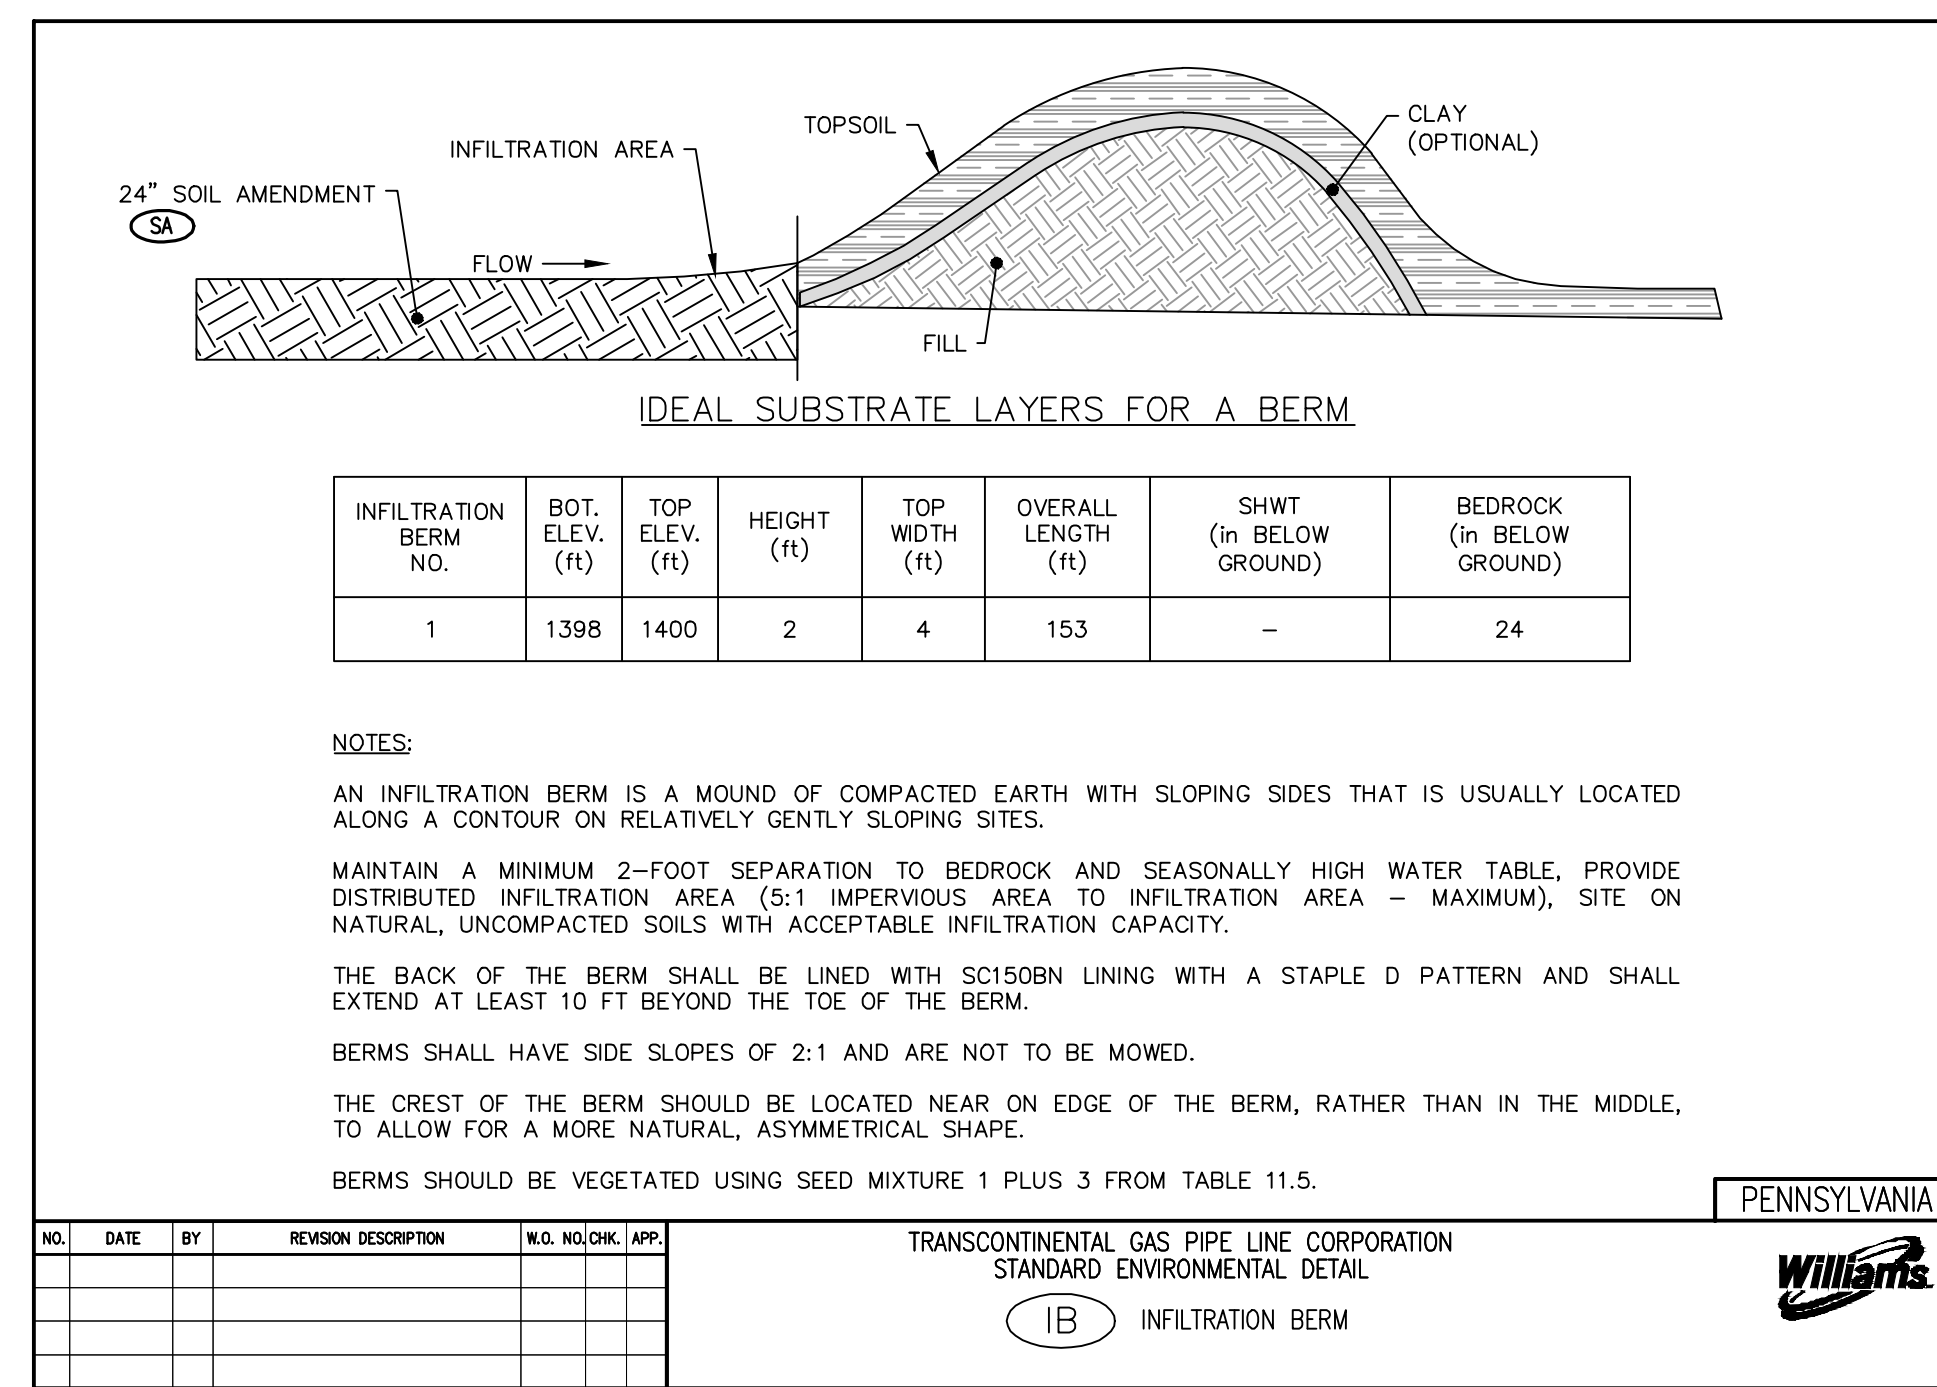 TOPSOIL
CLAY
(OPTIONAL)
INFILTRATION AREA
24" SOIL AMENDMENT
SA
FLOW
FILL
IDEAL SUBSTRATE LAYERS FOR A BERM
INFILTRATION BERM NO. BOT. ELEV. (ft) TOP ELEV. (ft) HEIGHT (ft) TOP WIDTH (ft) OVERALL LENGTH (ft) SHWT (in BELOW GROUND) BEDROCK (in BELOW GROUND)
1 1398 1400 2 4 153 – 24
NOTES:
AN INFILTRATION BERM IS A MOUND OF COMPACTED EARTH WITH SLOPING SIDES THAT IS USUALLY LOCATED
ALONG A CONTOUR ON RELATIVELY GENTLY SLOPING SITES.
MAINTAIN A MINIMUM 2–FOOT SEPARATION TO BEDROCK AND SEASONALLY HIGH WATER TABLE, PROVIDE
DISTRIBUTED INFILTRATION AREA (5:1 IMPERVIOUS AREA TO INFILTRATION AREA – MAXIMUM), SITE ON
NATURAL, UNCOMPACTED SOILS WITH ACCEPTABLE INFILTRATION CAPACITY.
THE BACK OF THE BERM SHALL BE LINED WITH SC150BN LINING WITH A STAPLE D PATTERN AND SHALL
EXTEND AT LEAST 10 FT BEYOND THE TOE OF THE BERM.
BERMS SHALL HAVE SIDE SLOPES OF 2:1 AND ARE NOT TO BE MOWED.
THE CREST OF THE BERM SHOULD BE LOCATED NEAR ON EDGE OF THE BERM, RATHER THAN IN THE MIDDLE,
TO ALLOW FOR A MORE NATURAL, ASYMMETRICAL SHAPE.
BERMS SHOULD BE VEGETATED USING SEED MIXTURE 1 PLUS 3 FROM TABLE 11.5.
PENNSYLVANIA
NO. DATE BY REVISION DESCRIPTION W.O. NO. CHK. APP.
TRANSCONTINENTAL GAS PIPE LINE CORPORATION
STANDARD ENVIRONMENTAL DETAIL
IB INFILTRATION BERM
Williams